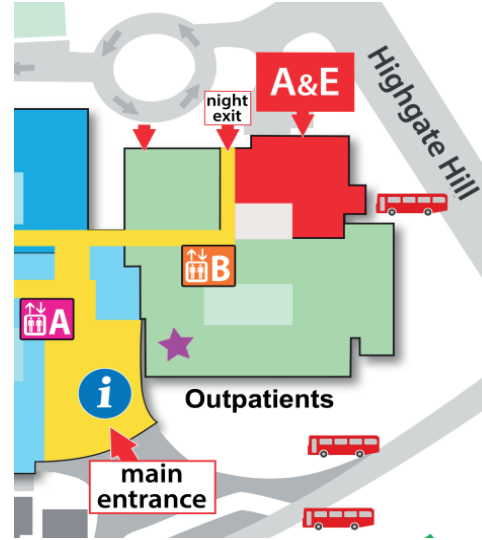 night
exit
A&E
Highgate Hill
B
A
i
Outpatients
main
entrance